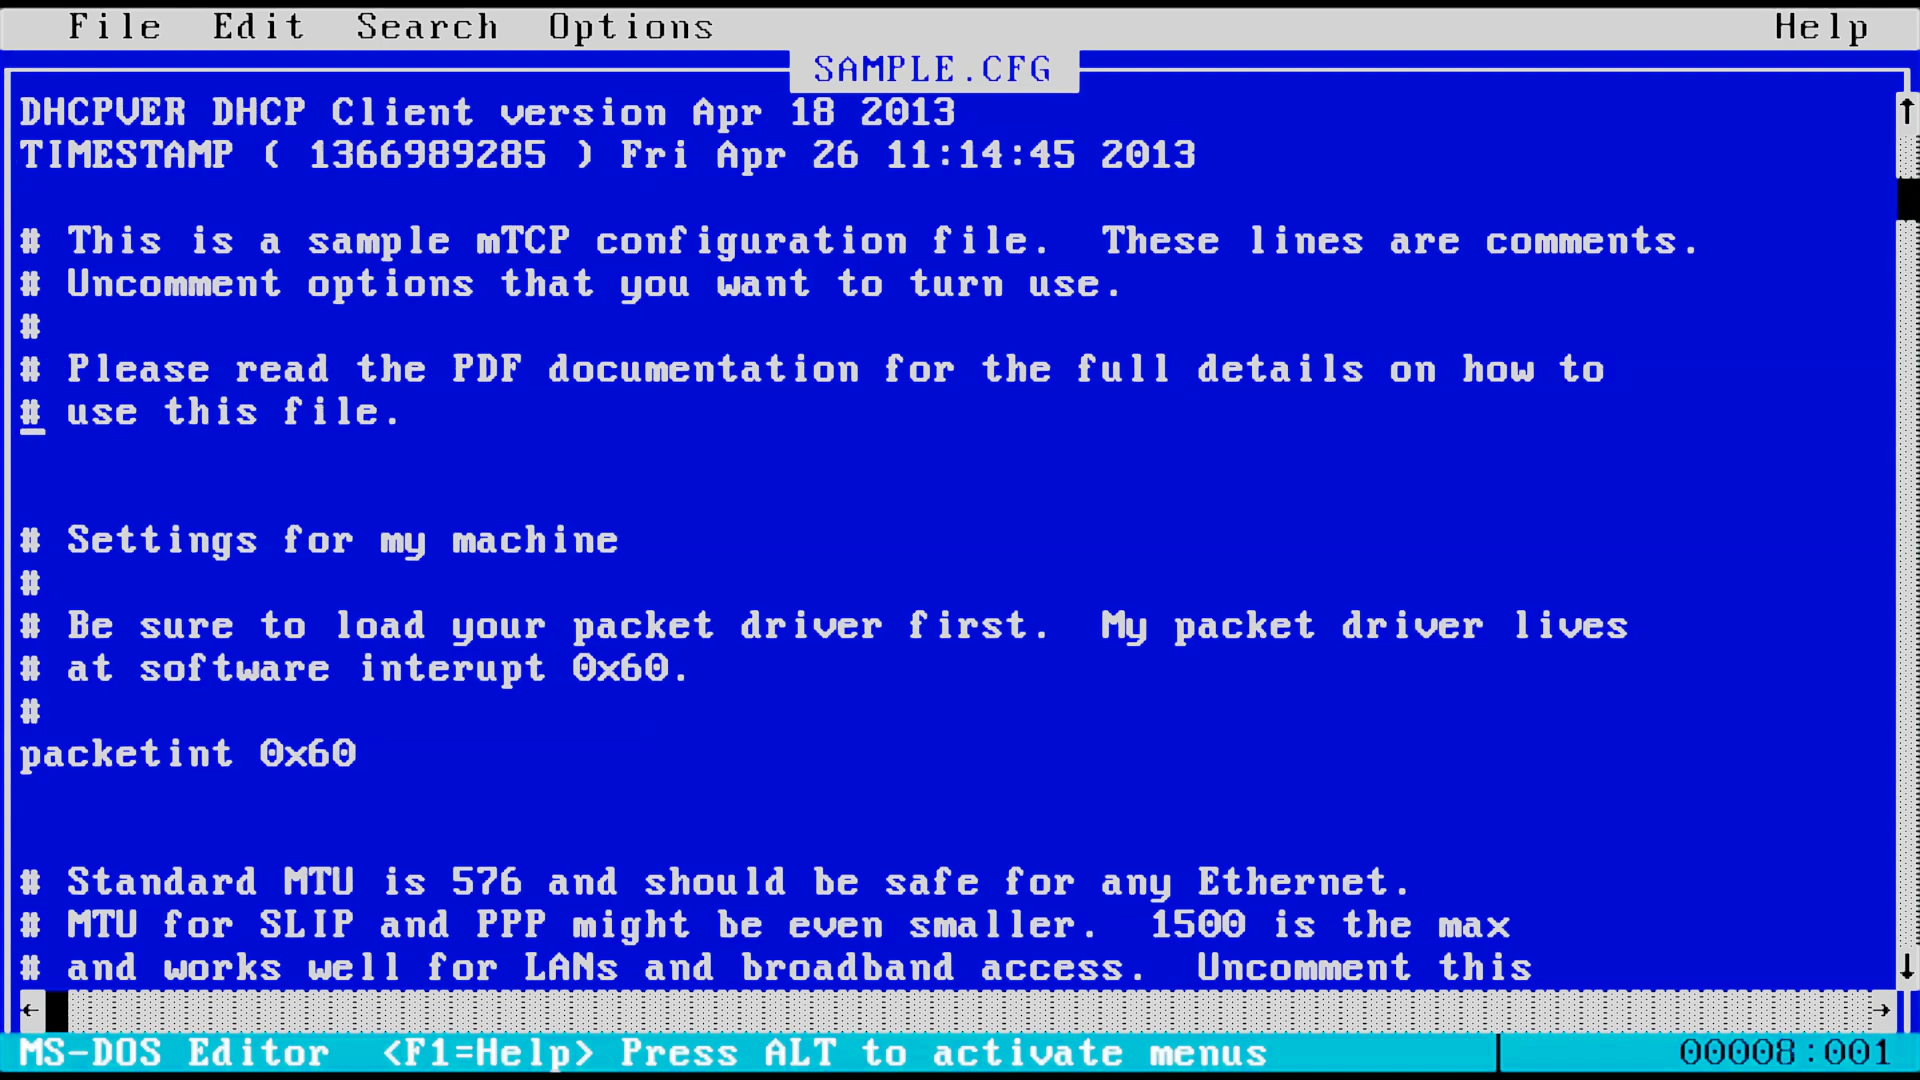 File Edit Search Options Help
SAMPLE.CFG
DHCPVER DHCP Client version Apr 18 2013
TIMESTAMP ( 1366989285 ) Fri Apr 26 11:14:45 2013
# This is a sample mTCP configuration file.  These lines are comments.
# Uncomment options that you want to turn use.
#
# Please read the PDF documentation for the full details on how to
# use this file.
# Settings for my machine
#
# Be sure to load your packet driver first.  My packet driver lives
# at software interupt 0x60.
#
packetint 0x60
# Standard MTU is 576 and should be safe for any Ethernet.
# MTU for SLIP and PPP might be even smaller.  1500 is the max
# and works well for LANs and broadband access.  Uncomment this
MS-DOS Editor <F1=Help> Press ALT to activate menus 00008:001